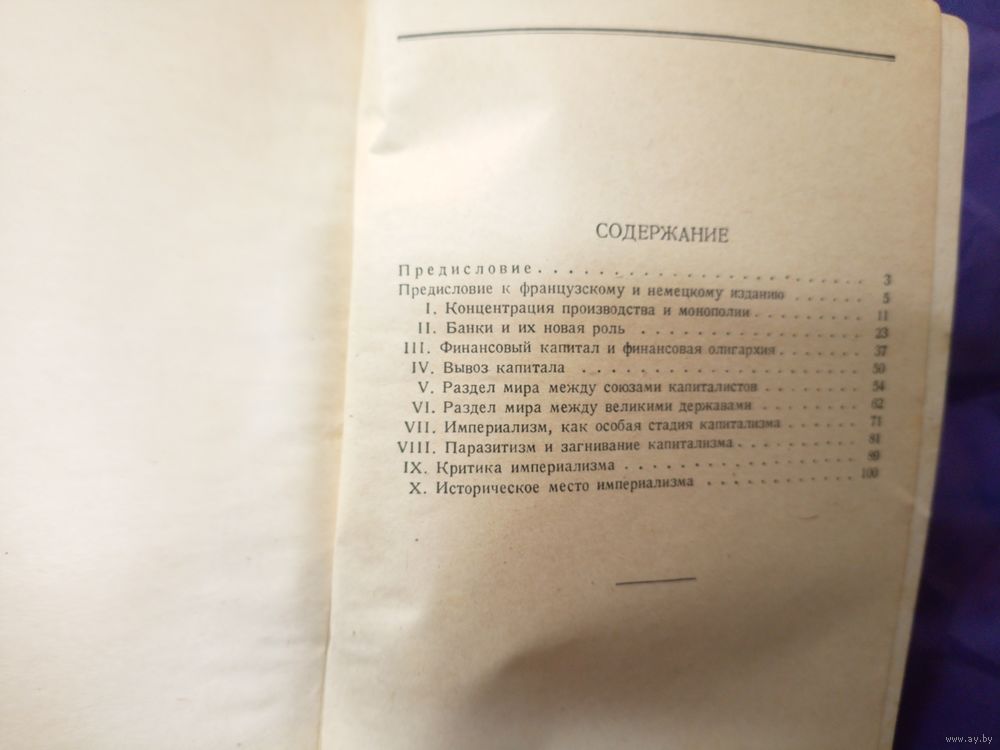 СОДЕРЖАНИЕ
Предисловие . . . . . . . . . . . . . . . . . . . . . . 3
Предисловие к французскому и немецкому изданию . . . . . . 5
I. Концентрация производства и монополии . . . . . . . . . 11
II. Банки и их новая роль . . . . . . . . . . . . . . . . . 23
III. Финансовый капитал и финансовая олигархия . . . . . . . 37
IV. Вывоз капитала . . . . . . . . . . . . . . . . . . . . 50
V. Раздел мира между союзами капиталистов . . . . . . . . 54
VI. Раздел мира между великими державами . . . . . . . . . 62
VII. Империализм, как особая стадия капитализма . . . . . . . 71
VIII. Паразитизм и загнивание капитализма . . . . . . . . . . 81
IX. Критика империализма . . . . . . . . . . . . . . . . . 89
X. Историческое место империализма . . . . . . . . . . . . 100
www.ay.by